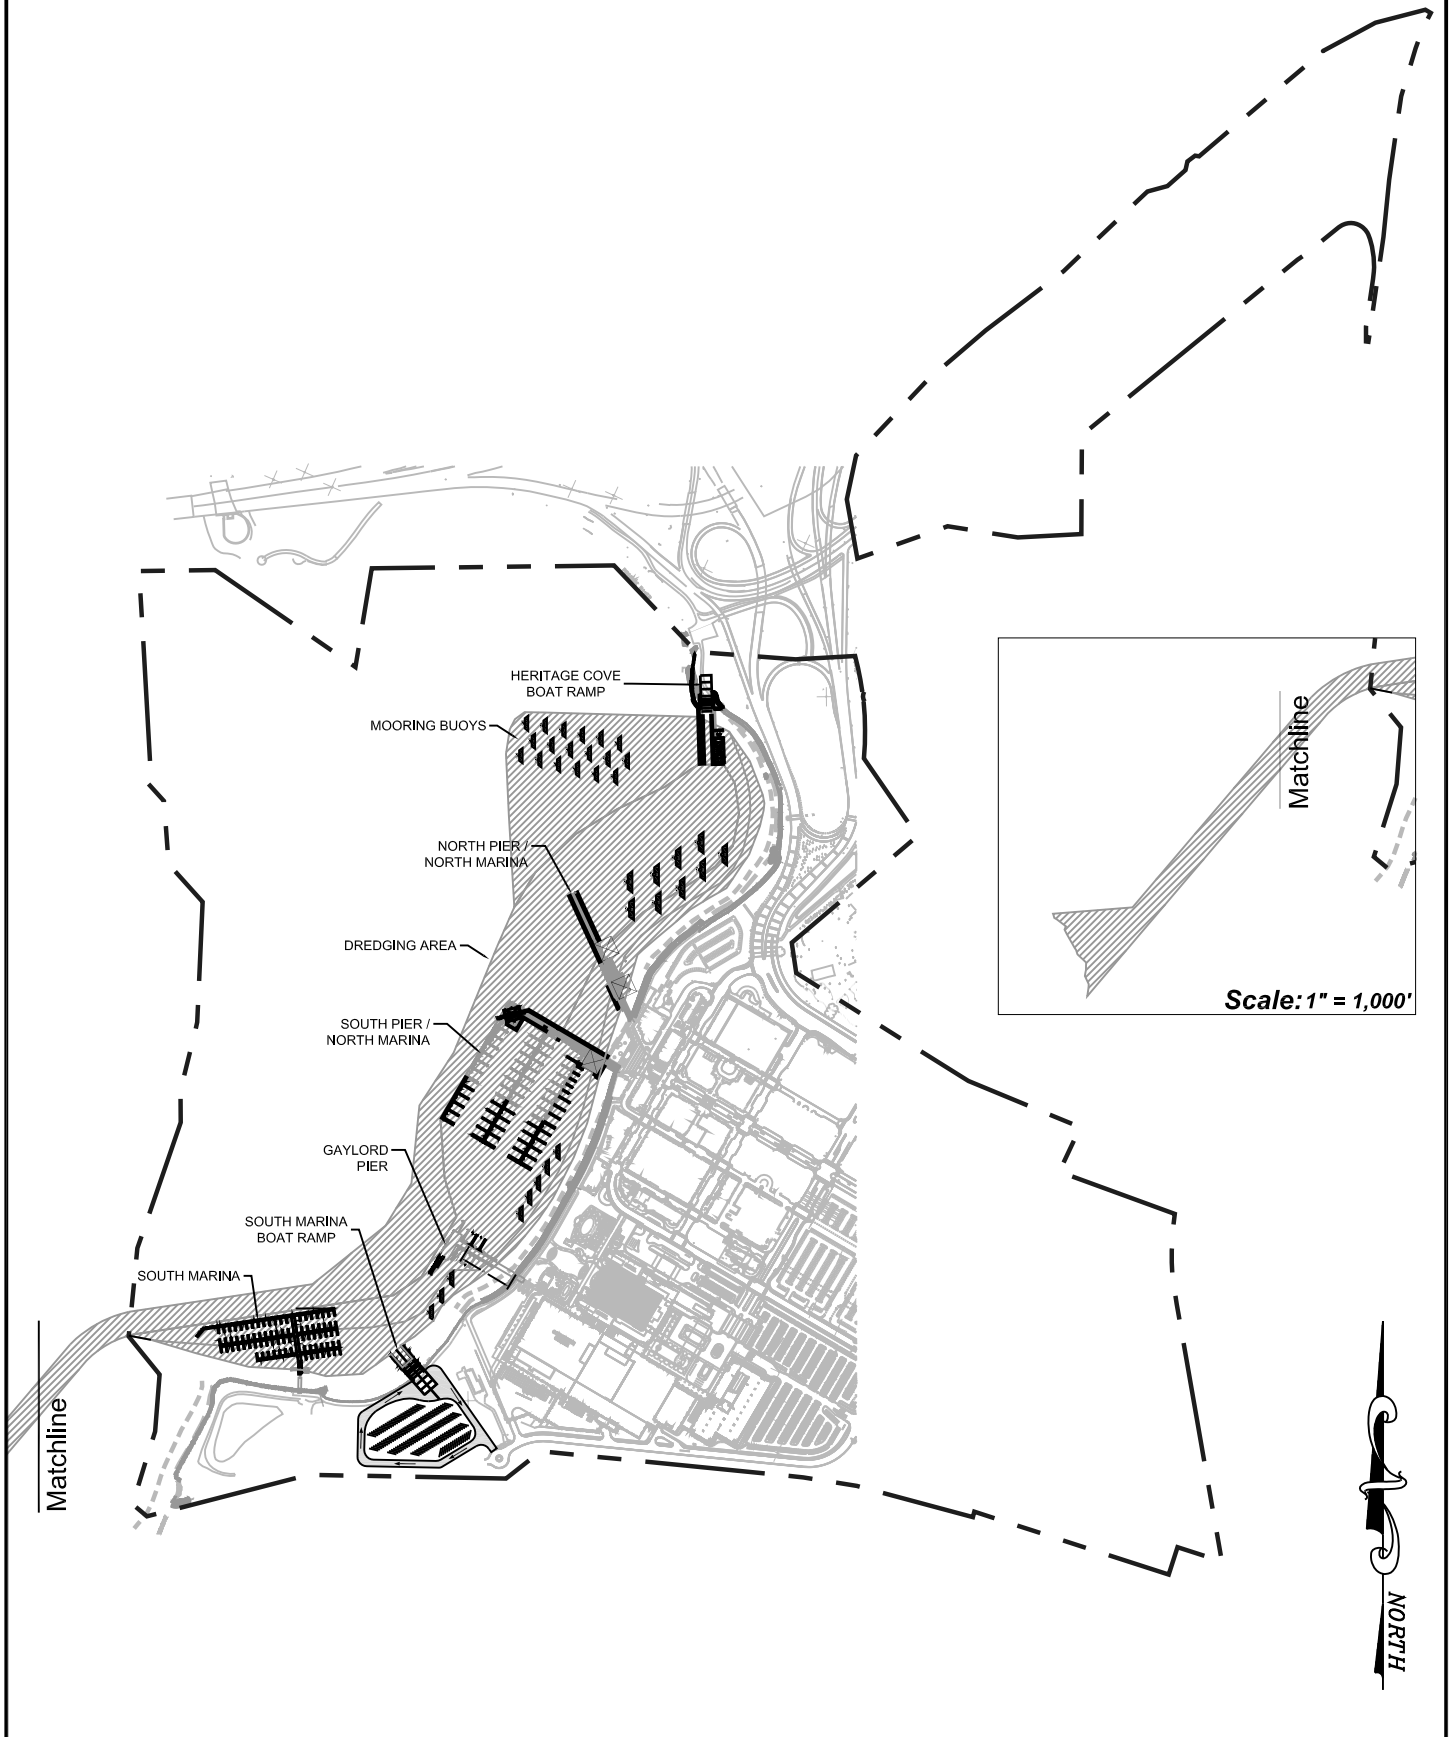 HERITAGE COVE
BOAT RAMP
MOORING BUOYS
Matchline
NORTH PIER /
NORTH MARINA
DREDGING AREA
Scale: 1" = 1,000'
SOUTH PIER /
NORTH MARINA
GAYLORD
PIER
SOUTH MARINA
BOAT RAMP
SOUTH MARINA
Matchline
NORTH